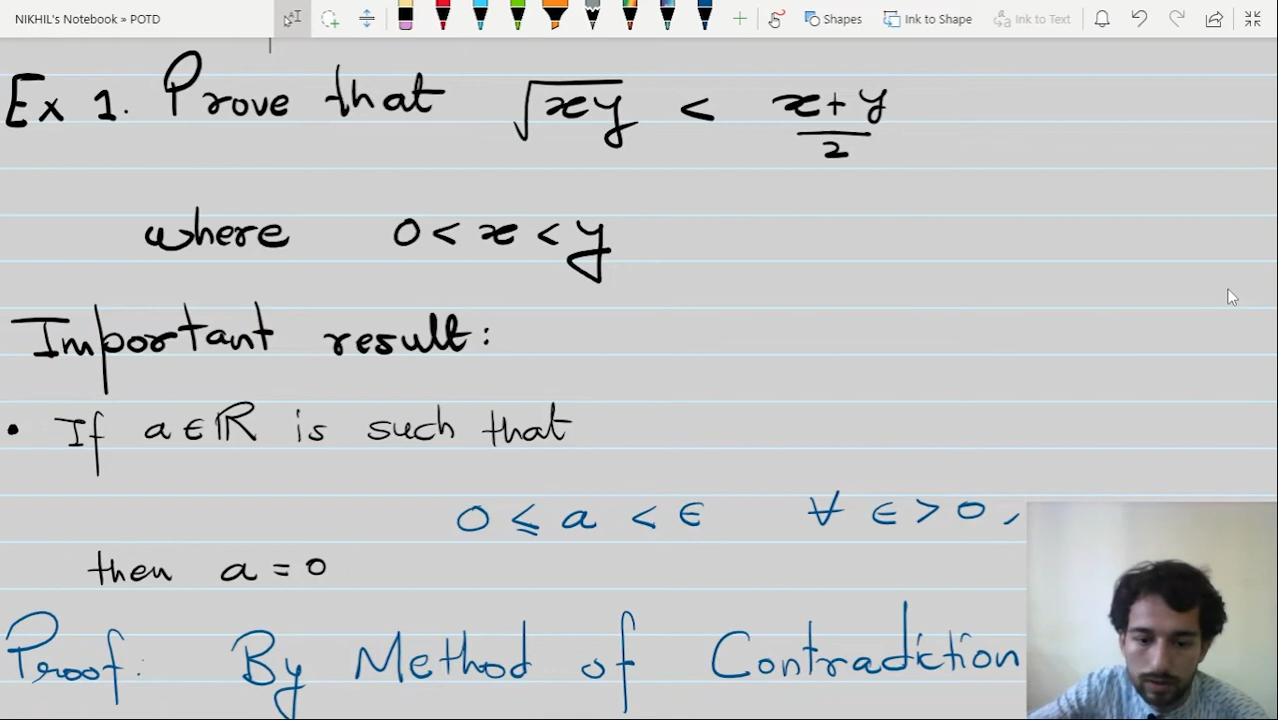 NIKHIL's Notebook » POTD
Shapes Ink to Shape Ink to Text
Ex 1. Prove that √xy < x+y/2
where 0 < x < y
Important result:
• If a ∈ ℝ is such that
0 ≤ a < ϵ ∀ ϵ > 0,
then a = 0
Proof: By Method of Contradiction